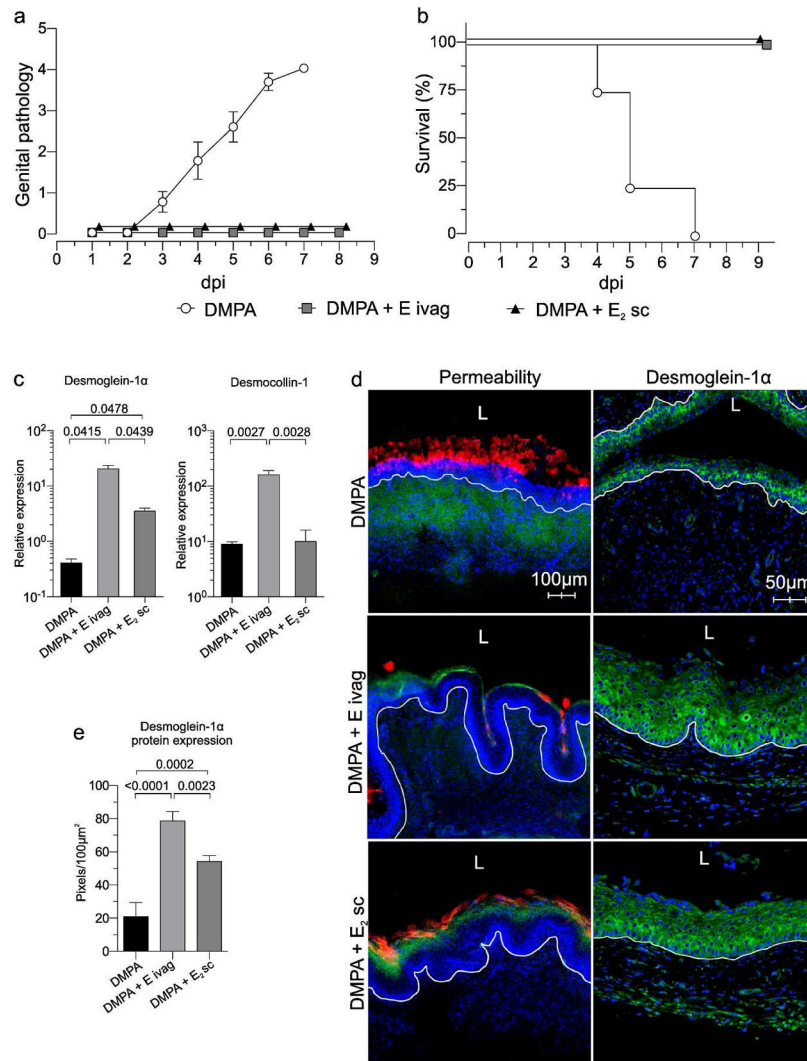 a
b
Genital pathology
5
4
3
2
1
0
0 1 2 3 4 5 6 7 8 9
dpi
Survival (%)
100
75
50
25
0
0 1 2 3 4 5 6 7 8 9
dpi
DMPA
DMPA + E ivag
DMPA + E₂ sc
c
Desmoglein-1α
0.0478
0.0415
0.0439
Relative expression
10²
10¹
10⁰
10⁻¹
DMPA
DMPA + E ivag
DMPA + E₂ sc
Desmocollin-1
0.0027
0.0028
Relative expression
10³
10²
10¹
10⁰
DMPA
DMPA + E ivag
DMPA + E₂ sc
d
Permeability
Desmoglein-1α
DMPA
L
100μm
L
50μm
DMPA + E ivag
L
L
DMPA + E₂ sc
L
L
e
Desmoglein-1α
protein expression
0.0002
<0.0001
0.0023
Pixels/100μm²
100
80
60
40
20
0
DMPA
DMPA + E ivag
DMPA + E₂ sc